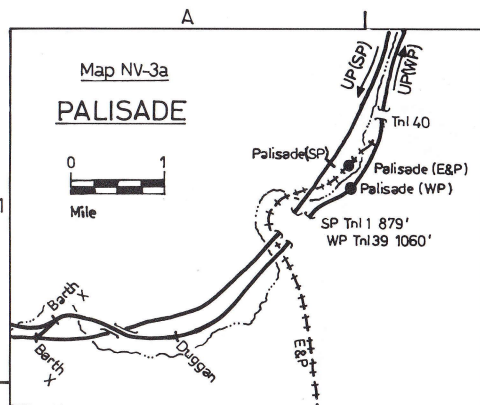 A
Map NV-3a
PALISADE
0 1
Mile
UP(SP)
UP(WP)
Tnl 40
Palisade(SP)
Palisade (E&P)
Palisade (WP)
SP Tnl 1 879'
WP Tnl 39 1060'
1
Barth X
Barth X
Duggan
E&P